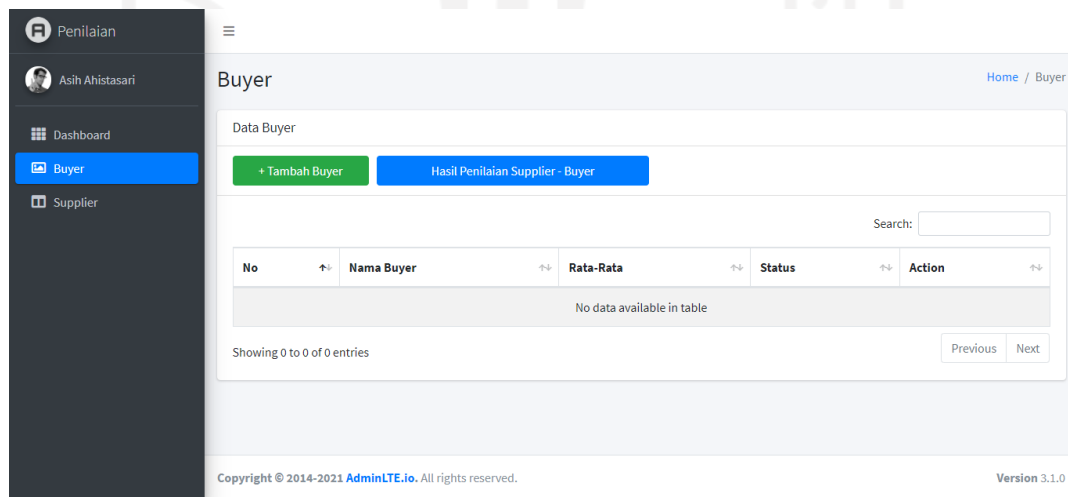 Penilaian
Asih Ahistasari
Dashboard
Buyer
Supplier
Buyer
Home / Buyer
Data Buyer
+ Tambah Buyer
Hasil Penilaian Supplier - Buyer
Search:
No Nama Buyer Rata-Rata Status Action
No data available in table
Showing 0 to 0 of 0 entries
Previous Next
Copyright © 2014-2021 AdminLTE.io. All rights reserved.
Version 3.1.0